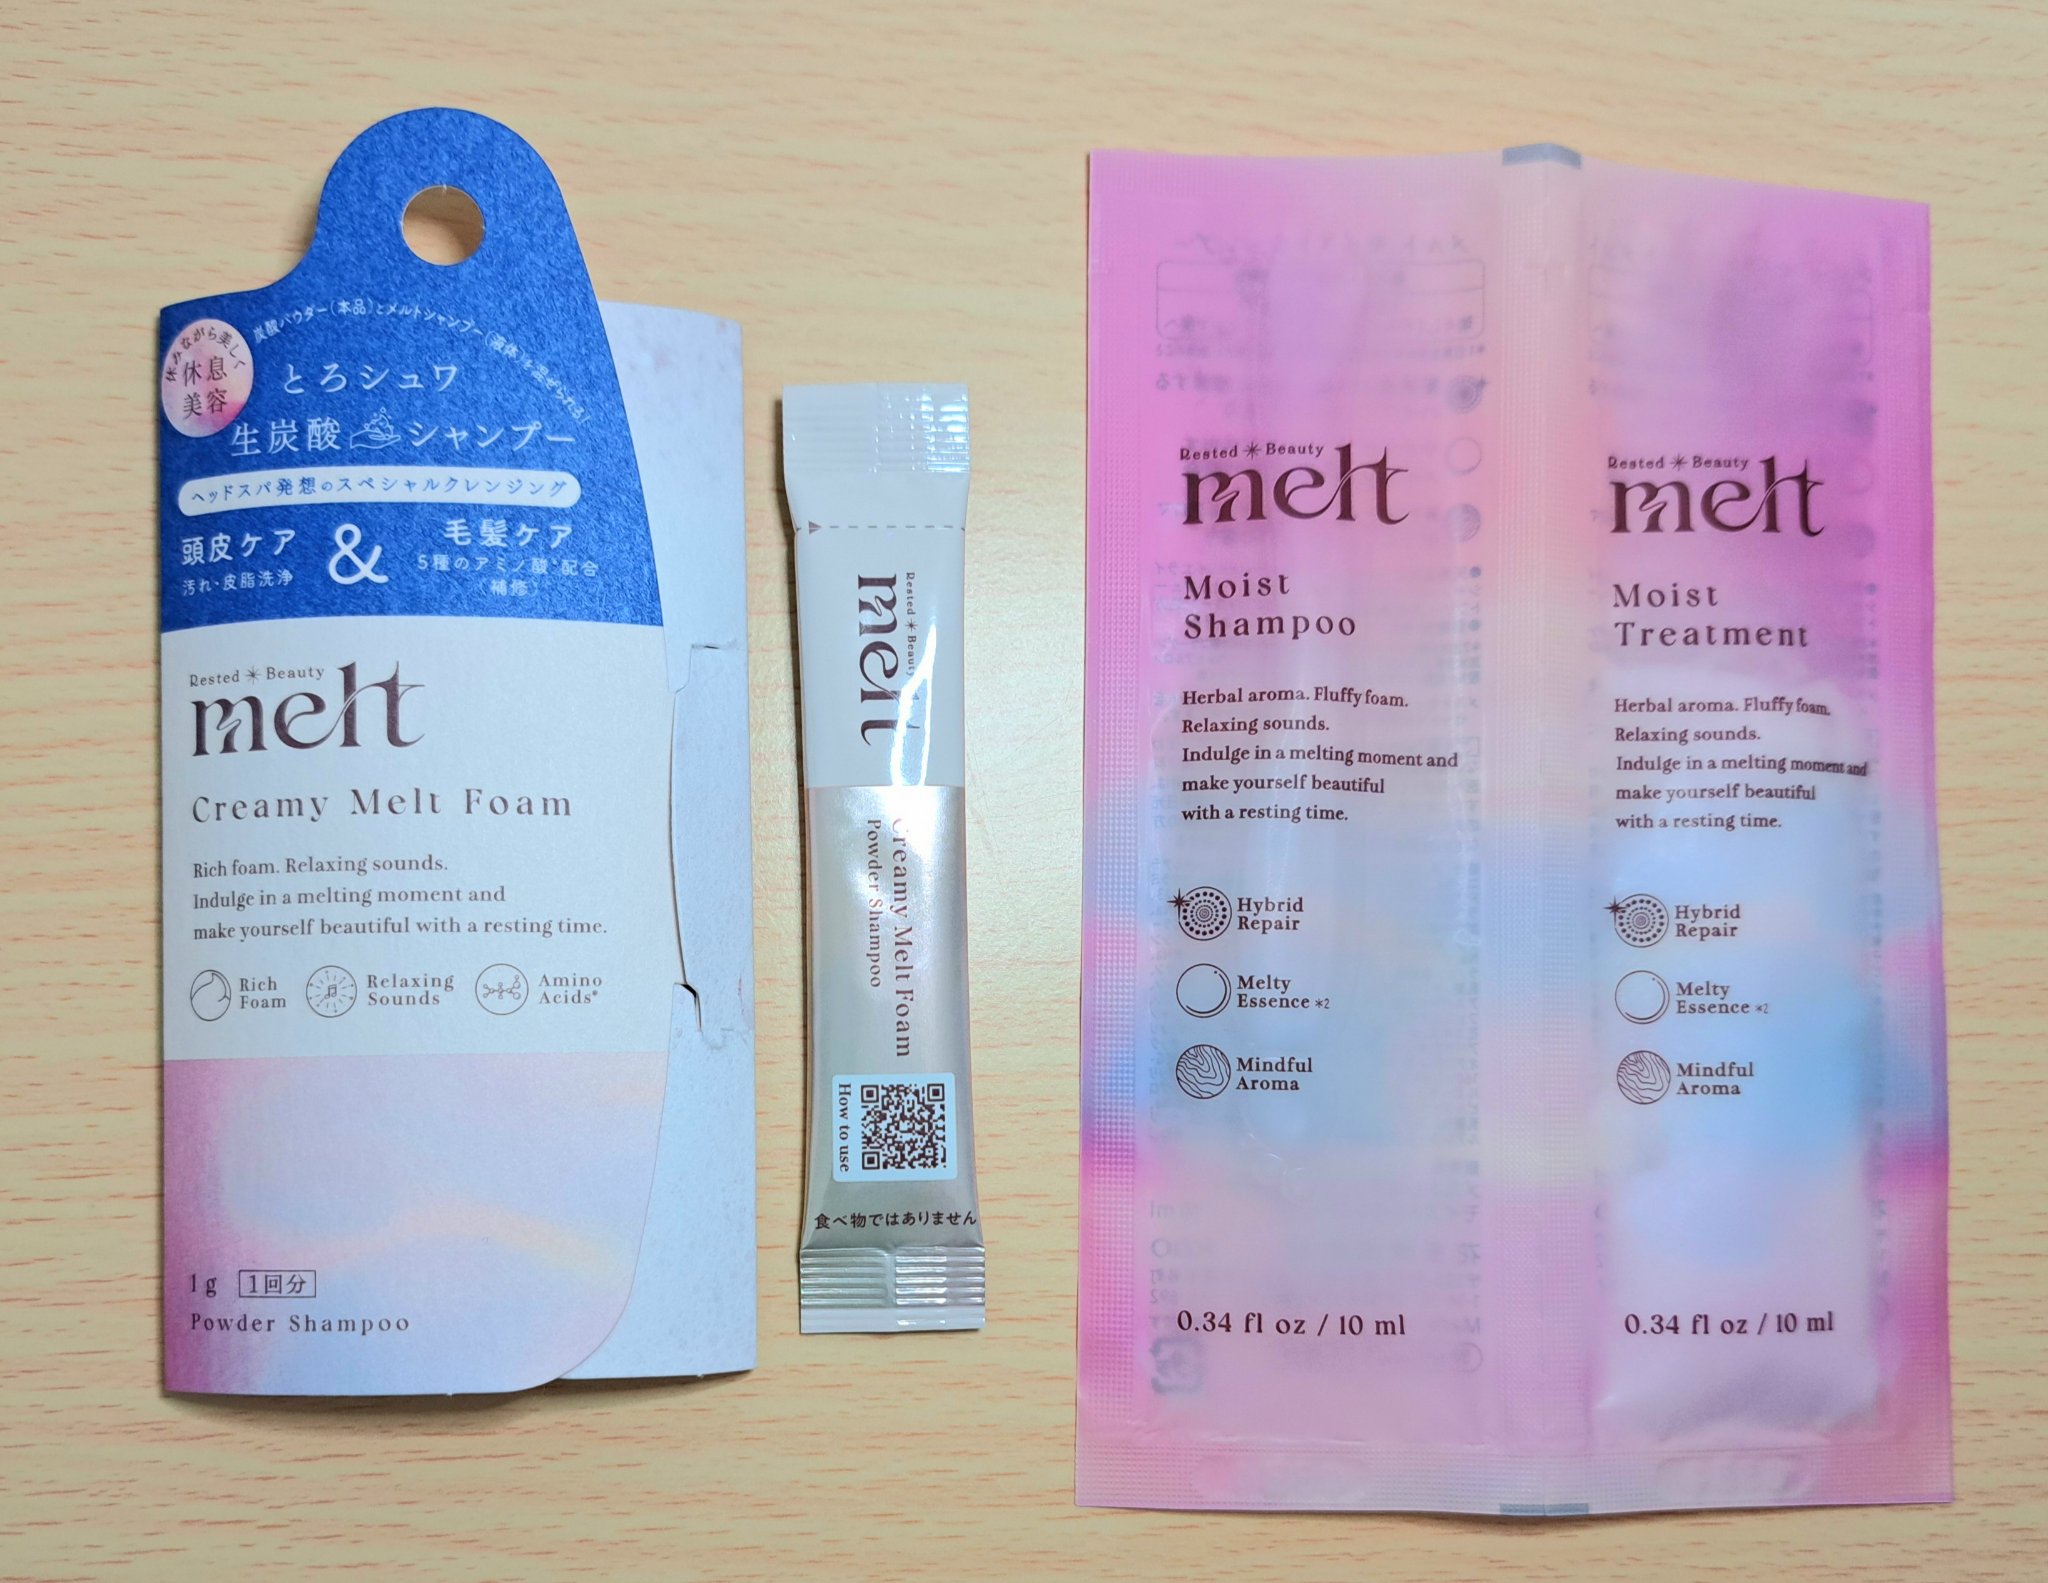 炭酸パウダー(本品)とメルトシャンプー(液体)を混ぜられる!
休みながら美しく
休息
美容
とろシュワ
生炭酸シャンプー
ヘッドスパ発想のスペシャルクレンジング
頭皮ケア
汚れ・皮脂洗浄
&
毛髪ケア
5種のアミノ酸*配合
(補修)
Rested Beauty
melt
Creamy Melt Foam
Rich foam. Relaxing sounds.
Indulge in a melting moment and
make yourself beautiful with a resting time.
Rich
Foam
Relaxing
Sounds
Amino
Acids*
1g 1回分
Powder Shampoo
Rested Beauty
melt
Creamy Melt Foam
Powder Shampoo
How to use
食べ物ではありません
Rested Beauty
melt
Moist
Shampoo
Herbal aroma. Fluffy foam.
Relaxing sounds.
Indulge in a melting moment and
make yourself beautiful
with a resting time.
Hybrid
Repair
Melty
Essence *2
Mindful
Aroma
0.34 fl oz / 10 ml
Rested Beauty
melt
Moist
Treatment
Herbal aroma. Fluffy foam.
Relaxing sounds.
Indulge in a melting moment and
make yourself beautiful
with a resting time.
Hybrid
Repair
Melty
Essence *2
Mindful
Aroma
0.34 fl oz / 10 ml